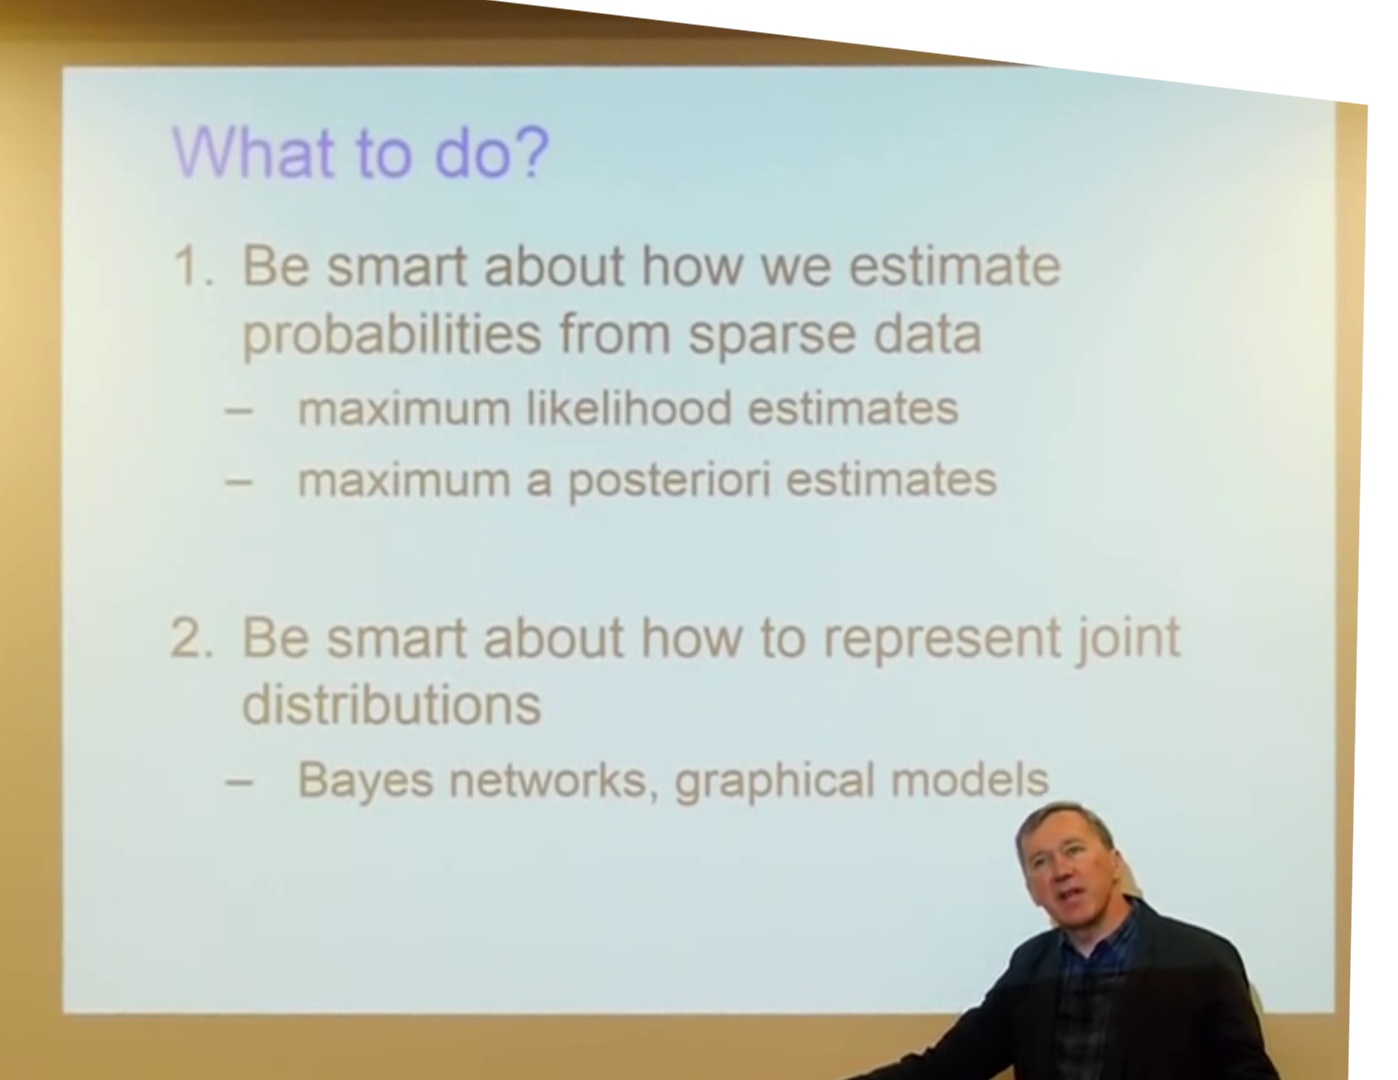 What to do?
1. Be smart about how we estimate
probabilities from sparse data
– maximum likelihood estimates
– maximum a posteriori estimates
2. Be smart about how to represent joint
distributions
– Bayes networks, graphical models